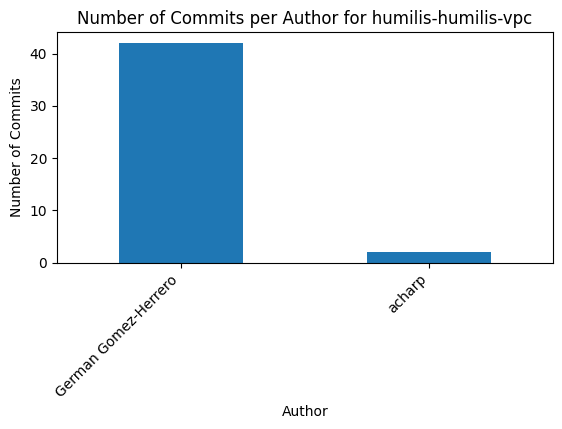 Number of Commits per Author for humilis-humilis-vpc
Number of Commits
40
30
20
10
0
German Gomez-Herrero
acharp
Author